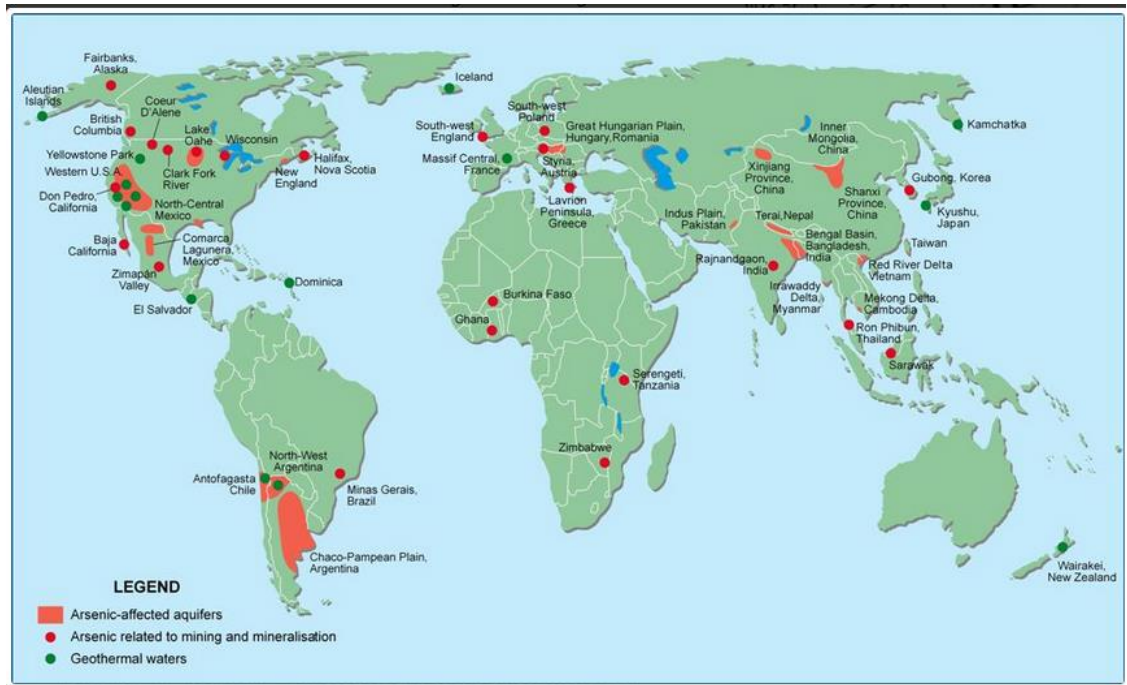 Fairbanks,
Alaska
Aleutian
Islands
Coeur
D'Alene
British
Columbia
Lake
Oahe
Wisconsin
Yellowstone Park
Western U.S.A.
Clark Fork
River
New
England
Halifax,
Nova Scotia
Don Pedro,
California
North-Central
Mexico
Baja
California
Comarca
Lagunera,
Mexico
Zimapán
Valley
El Salvador
Dominica
Iceland
South-west
Poland
South-west
England
Great Hungarian Plain,
Hungary,Romania
Massif Central,
France
Styria,
Austria
Lavrion
Peninsula,
Greece
Inner
Mongolia,
China
Kamchatka
Xinjiang
Province,
China
Shanxi
Province,
China
Gubong, Korea
Kyushu,
Japan
Indus Plain,
Pakistan
Terai,Nepal
Bengal Basin,
Bangladesh,
India
Taiwan
Rajnandgaon,
India
Red River Delta
Vietnam
Irrawaddy
Delta,
Myanmar
Mekong Delta,
Cambodia
Ron Phibun,
Thailand
Sarawak
Burkina Faso
Ghana
Serengeti,
Tanzania
Zimbabwe
North-West
Argentina
Antofagasta
Chile
Minas Gerais,
Brazil
Chaco-Pampean Plain,
Argentina
Wairakei,
New Zealand
LEGEND
Arsenic-affected aquifers
Arsenic related to mining and mineralisation
Geothermal waters